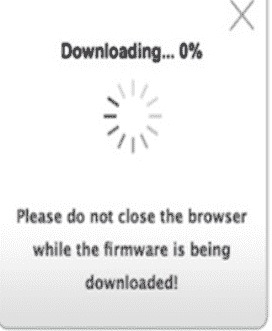 Downloading... 0%
Please do not close the browser
while the firmware is being
downloaded!